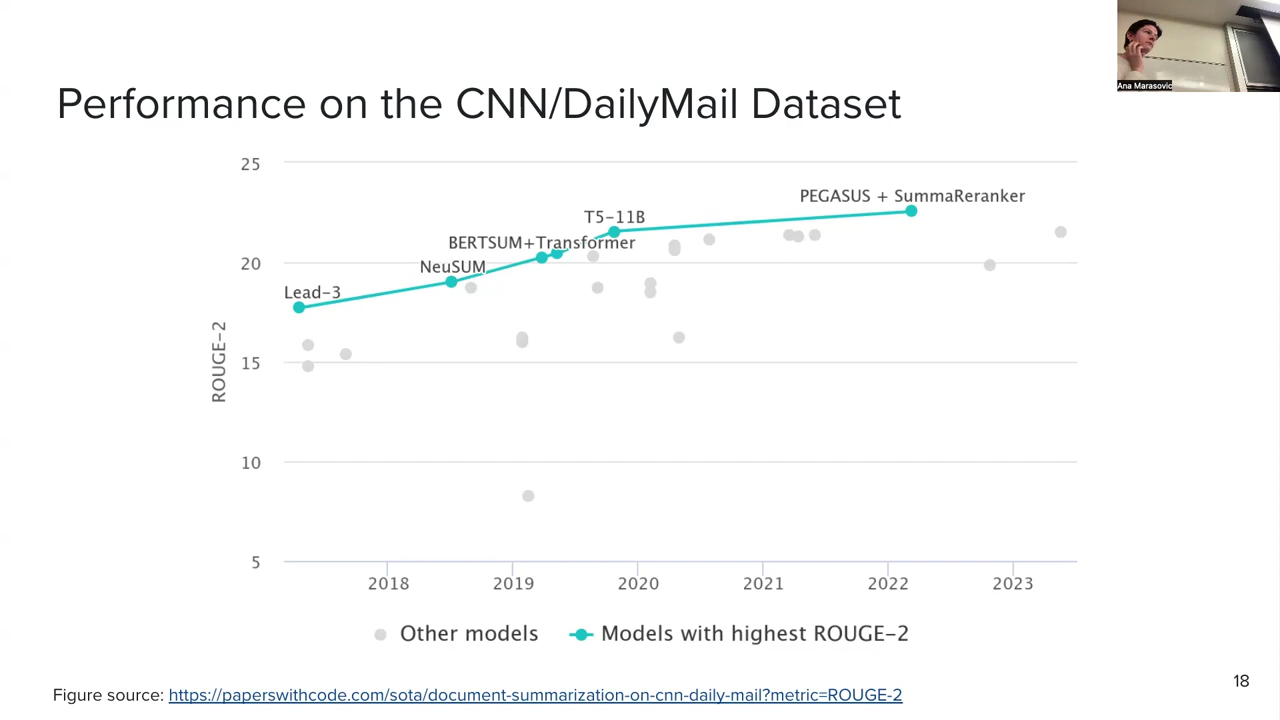 Ana Marasovic
Performance on the CNN/DailyMail Dataset
25
20
15
10
5
ROUGE-2
Lead-3
NeuSUM
BERTSUM+Transformer
T5-11B
PEGASUS + SummaReranker
2018
2019
2020
2021
2022
2023
Other models
Models with highest ROUGE-2
Figure source: https://paperswithcode.com/sota/document-summarization-on-cnn-daily-mail?metric=ROUGE-2
18